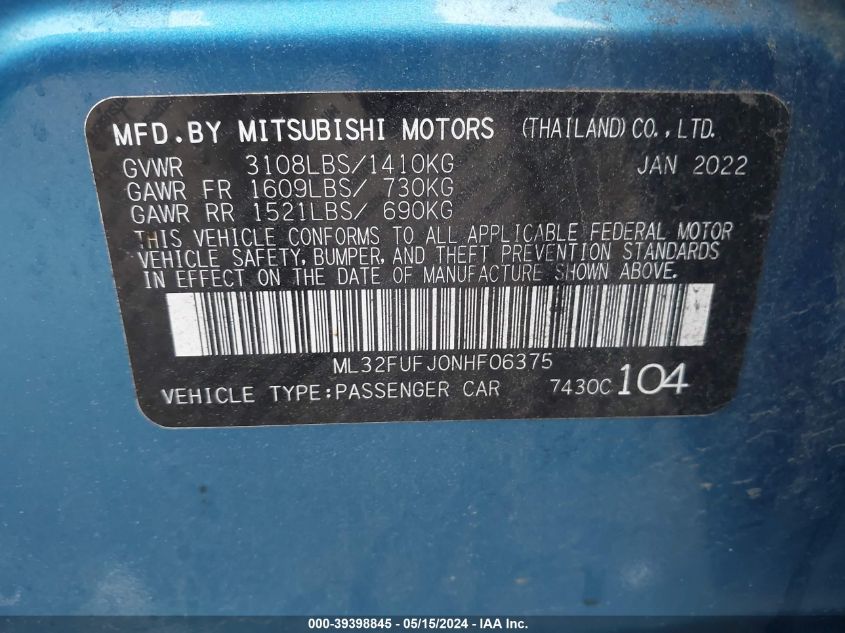 MFD.BY MITSUBISHI MOTORS (THAILAND) CO.,LTD.
GVWR 3108LBS/1410KG JAN 2022
GAWR FR 1609LBS/ 730KG
GAWR RR 1521LBS/ 690KG
THIS VEHICLE CONFORMS TO ALL APPLICABLE FEDERAL MOTOR
VEHICLE SAFETY, BUMPER, AND THEFT PREVENTION STANDARDS
IN EFFECT ON THE DATE OF MANUFACTURE SHOWN ABOVE.
ML32FUFJ0NHF06375
VEHICLE TYPE:PASSENGER CAR 7430C 104
000-39398845 - 05/15/2024 - IAA Inc.